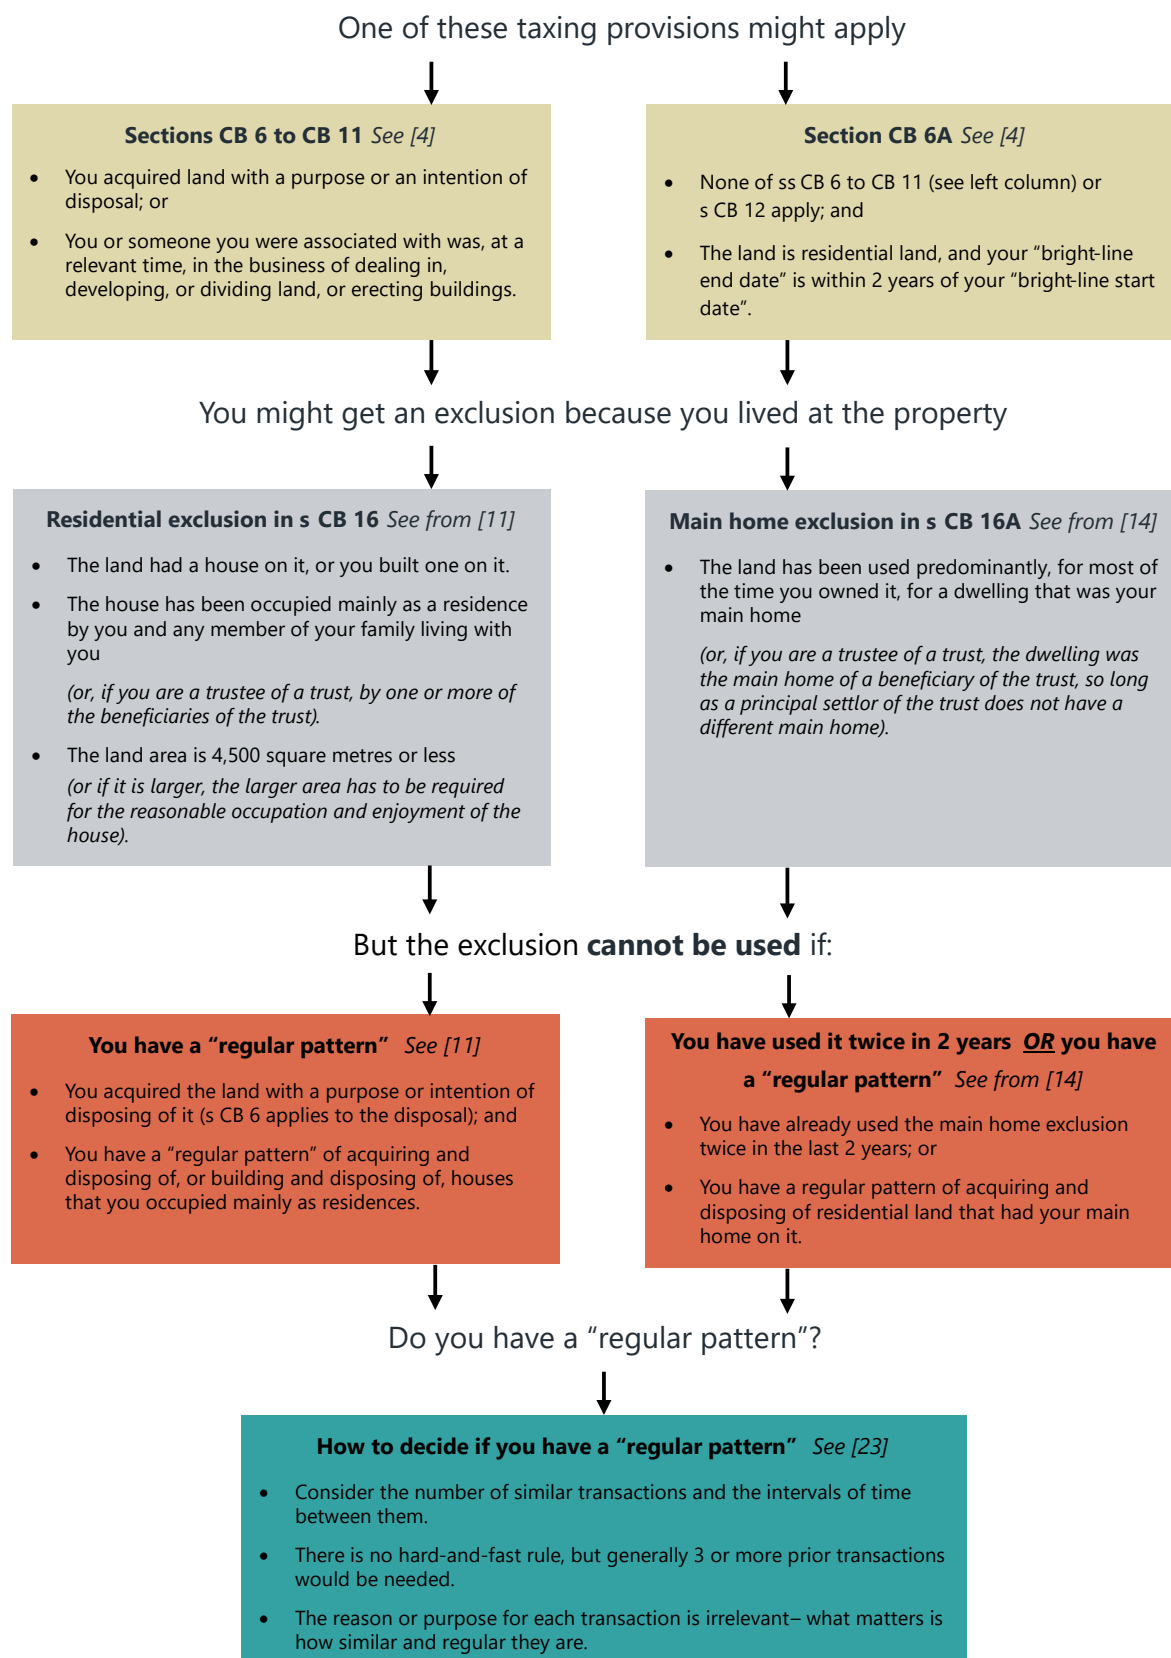 One of these taxing provisions might apply
Sections CB 6 to CB 11 See [4]
• You acquired land with a purpose or an intention of
disposal; or
• You or someone you were associated with was, at a
relevant time, in the business of dealing in,
developing, or dividing land, or erecting buildings.
Section CB 6A See [4]
• None of ss CB 6 to CB 11 (see left column) or
s CB 12 apply; and
• The land is residential land, and your “bright-line
end date” is within 2 years of your “bright-line start
date”.
You might get an exclusion because you lived at the property
Residential exclusion in s CB 16 See from [11]
• The land had a house on it, or you built one on it.
• The house has been occupied mainly as a residence
by you and any member of your family living with
you
(or, if you are a trustee of a trust, by one or more of
the beneficiaries of the trust).
• The land area is 4,500 square metres or less
(or if it is larger, the larger area has to be required
for the reasonable occupation and enjoyment of the
house).
Main home exclusion in s CB 16A See from [14]
• The land has been used predominantly, for most of
the time you owned it, for a dwelling that was your
main home
(or, if you are a trustee of a trust, the dwelling was
the main home of a beneficiary of the trust, so long
as a principal settlor of the trust does not have a
different main home).
But the exclusion cannot be used if:
You have a “regular pattern” See [11]
• You acquired the land with a purpose or intention of
disposing of it (s CB 6 applies to the disposal); and
• You have a “regular pattern” of acquiring and
disposing of, or building and disposing of, houses
that you occupied mainly as residences.
You have used it twice in 2 years OR you have
a “regular pattern” See from [14]
• You have already used the main home exclusion
twice in the last 2 years; or
• You have a regular pattern of acquiring and
disposing of residential land that had your main
home on it.
Do you have a “regular pattern”?
How to decide if you have a “regular pattern” See [23]
• Consider the number of similar transactions and the intervals of time
between them.
• There is no hard-and-fast rule, but generally 3 or more prior transactions
would be needed.
• The reason or purpose for each transaction is irrelevant– what matters is
how similar and regular they are.